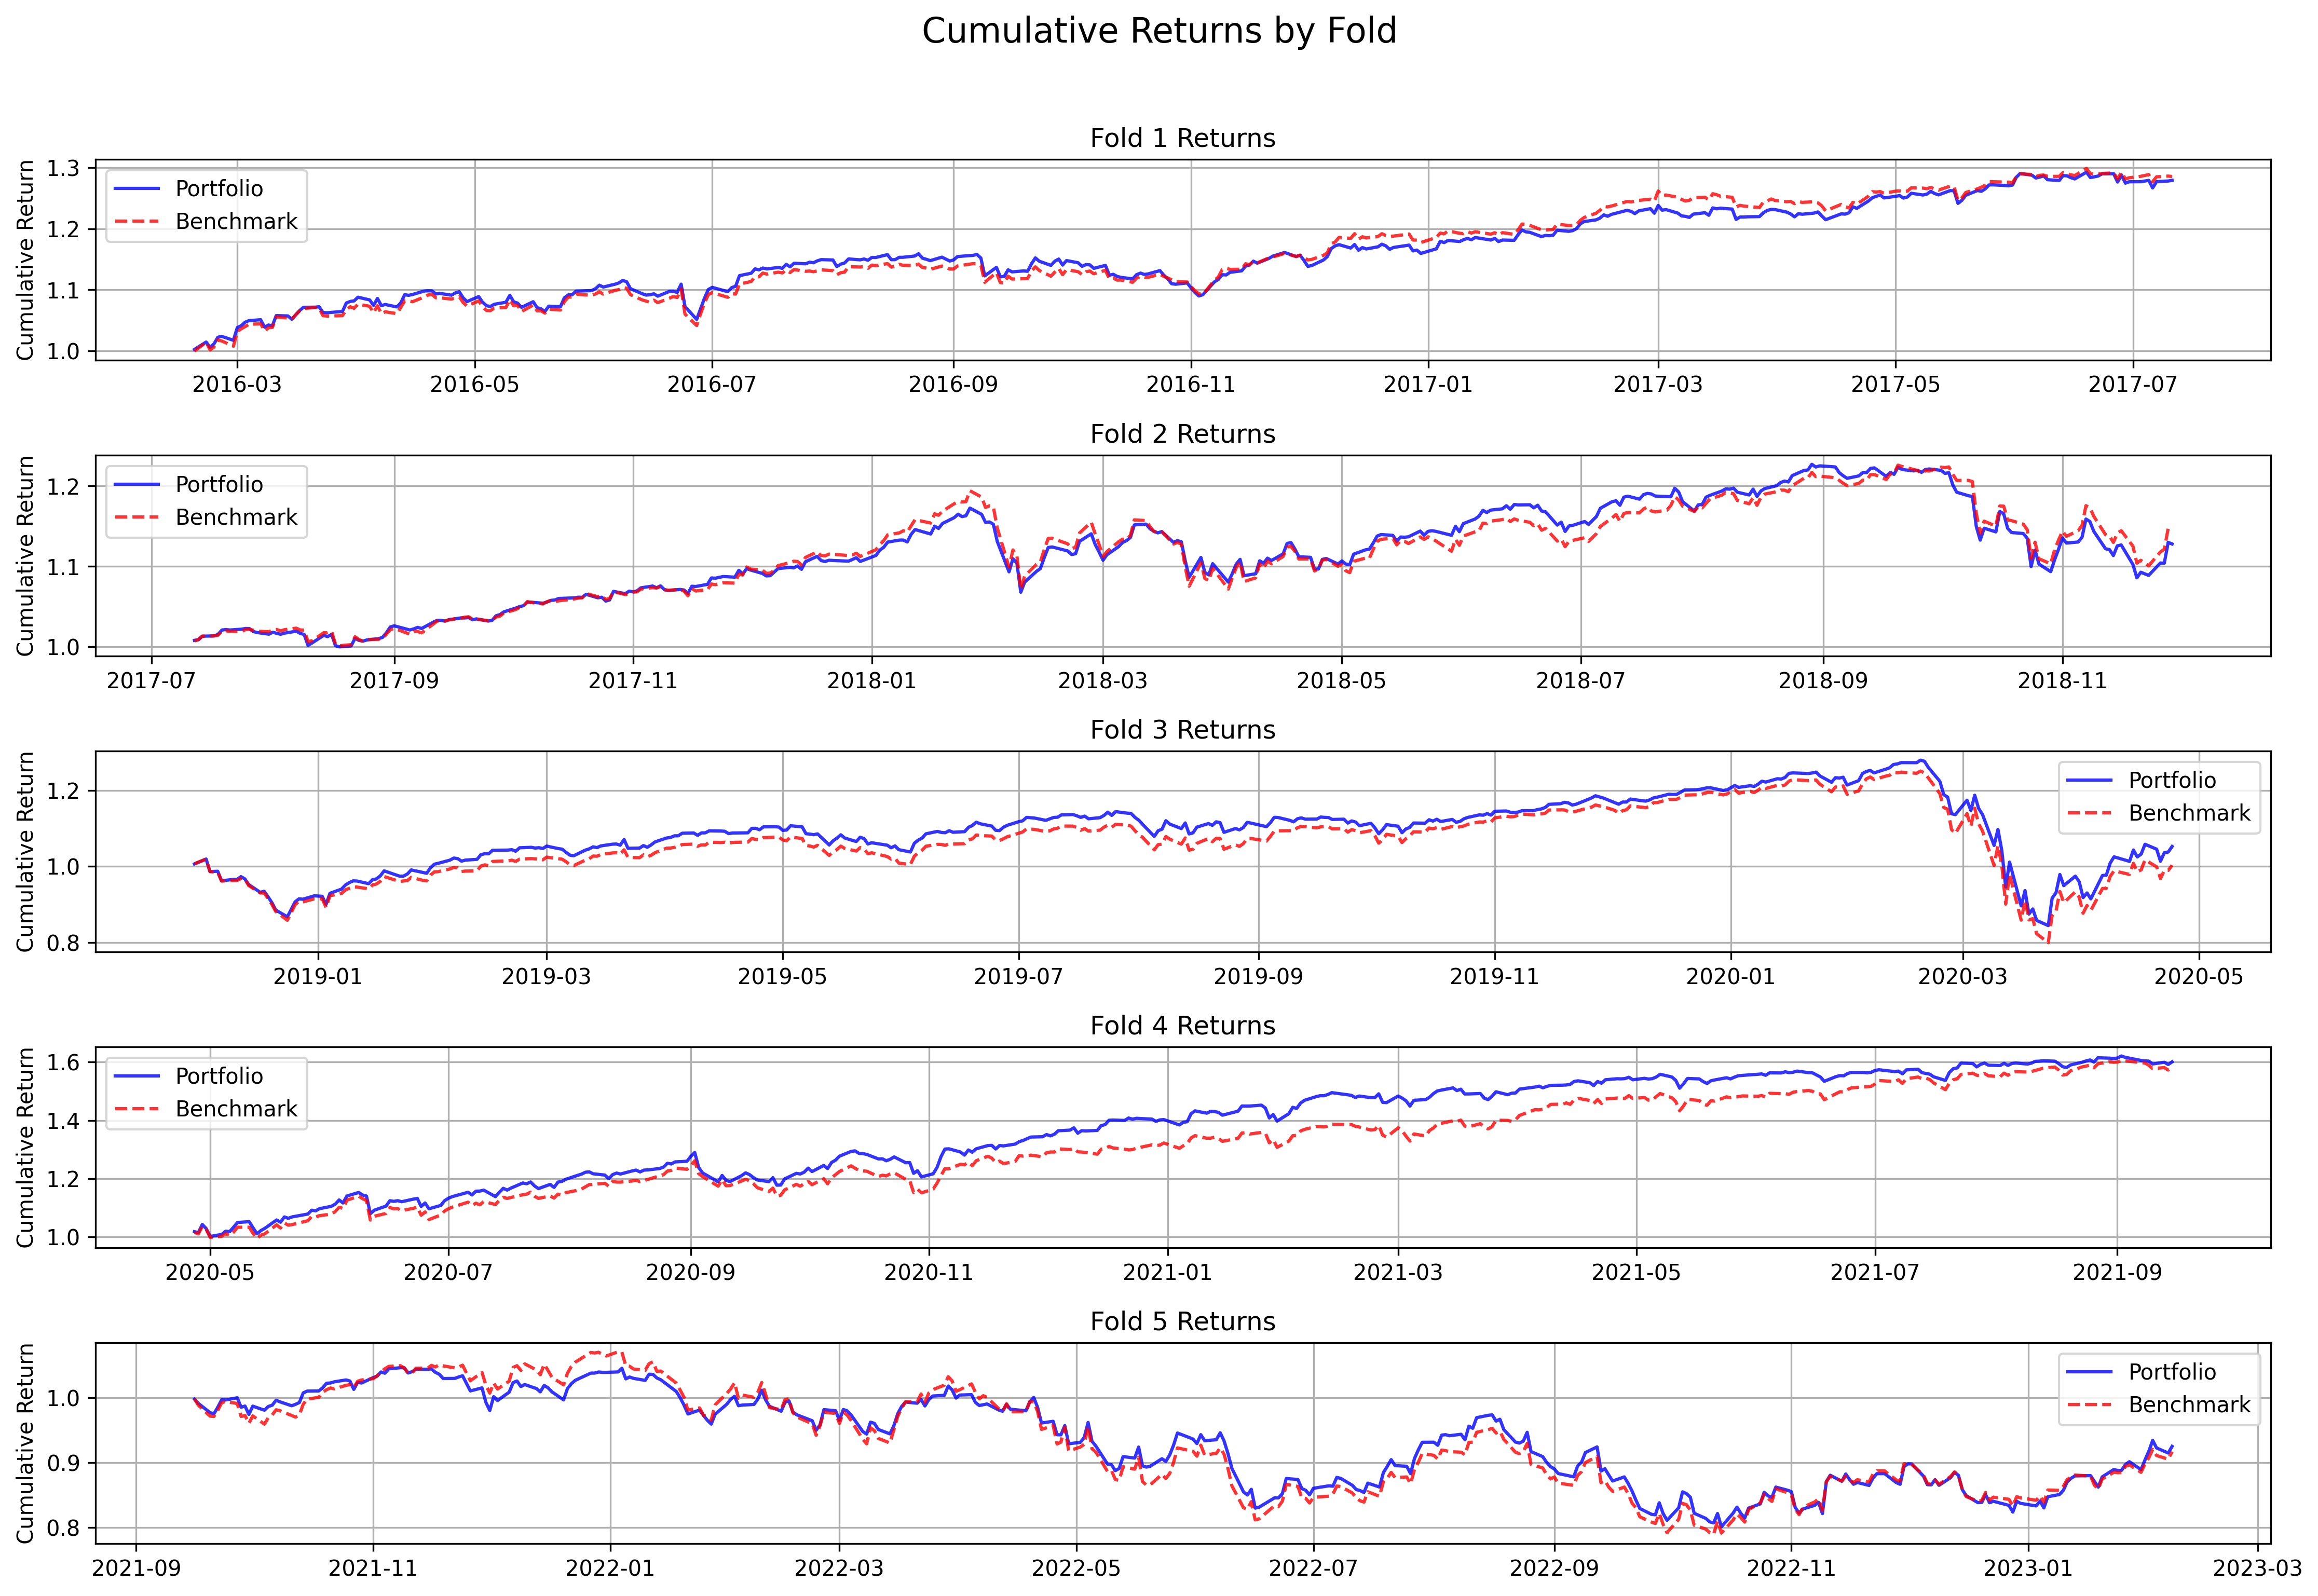 Cumulative Returns by Fold
Fold 1 Returns
Cumulative Return
1.3
1.2
1.1
1.0
Portfolio
Benchmark
2016-03 2016-05 2016-07 2016-09 2016-11 2017-01 2017-03 2017-05 2017-07
Fold 2 Returns
Cumulative Return
1.2
1.1
1.0
Portfolio
Benchmark
2017-07 2017-09 2017-11 2018-01 2018-03 2018-05 2018-07 2018-09 2018-11
Fold 3 Returns
Cumulative Return
1.2
1.0
0.8
Portfolio
Benchmark
2019-01 2019-03 2019-05 2019-07 2019-09 2019-11 2020-01 2020-03 2020-05
Fold 4 Returns
Cumulative Return
1.6
1.4
1.2
1.0
Portfolio
Benchmark
2020-05 2020-07 2020-09 2020-11 2021-01 2021-03 2021-05 2021-07 2021-09
Fold 5 Returns
Cumulative Return
1.0
0.9
0.8
Portfolio
Benchmark
2021-09 2021-11 2022-01 2022-03 2022-05 2022-07 2022-09 2022-11 2023-01 2023-03